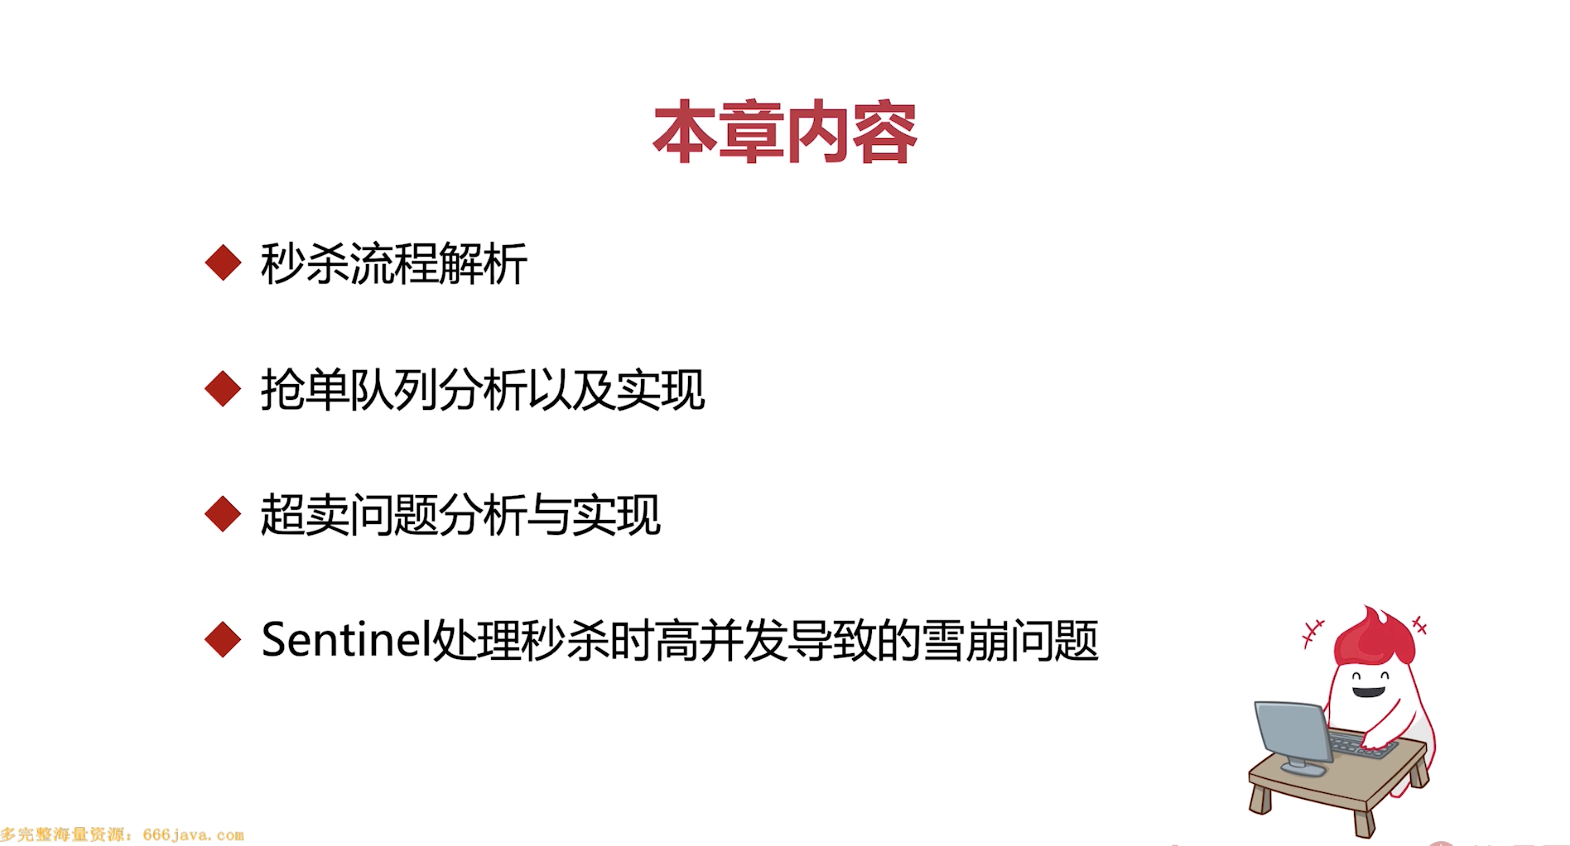 本章内容
秒杀流程解析
抢单队列分析以及实现
超卖问题分析与实现
Sentinel处理秒杀时高并发导致的雪崩问题
多完整海量资源：666java.com